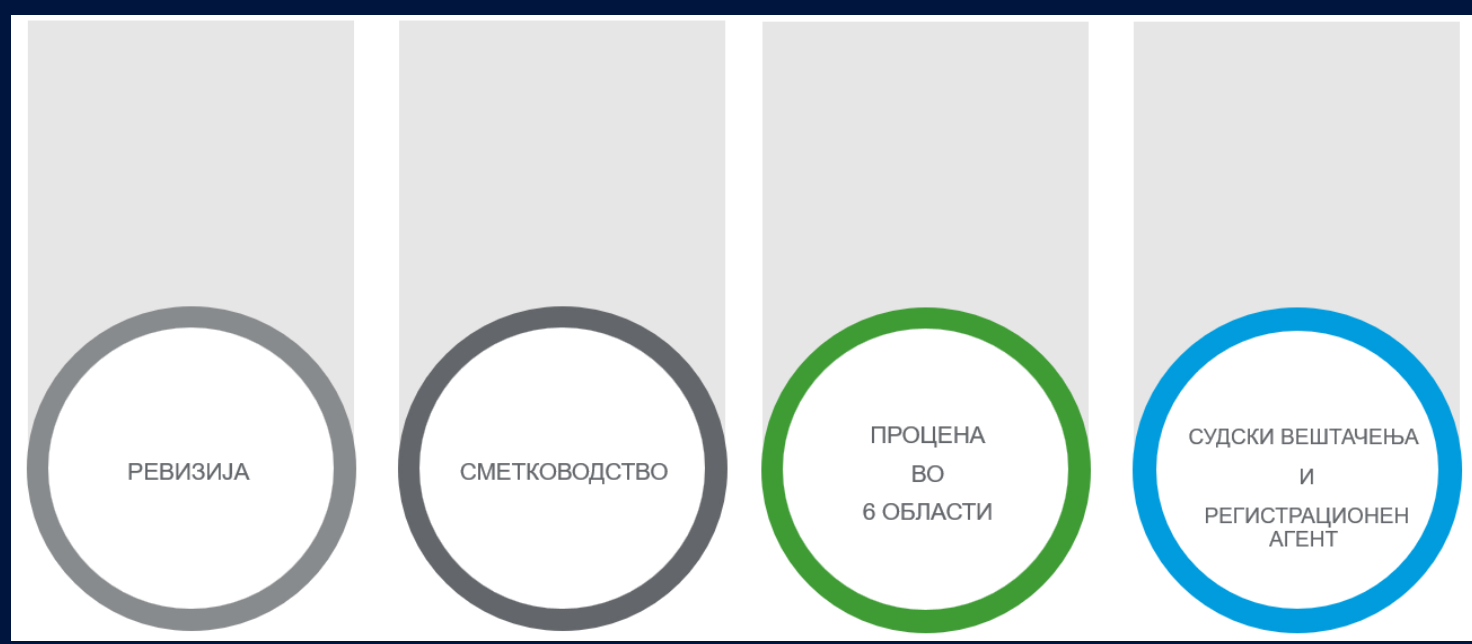 РЕВИЗИЈА
СМЕТКОВОДСТВО
ПРОЦЕНА
ВО
6 ОБЛАСТИ
СУДСКИ ВЕШТАЧЕЊА
И
РЕГИСТРАЦИОНЕН
АГЕНТ